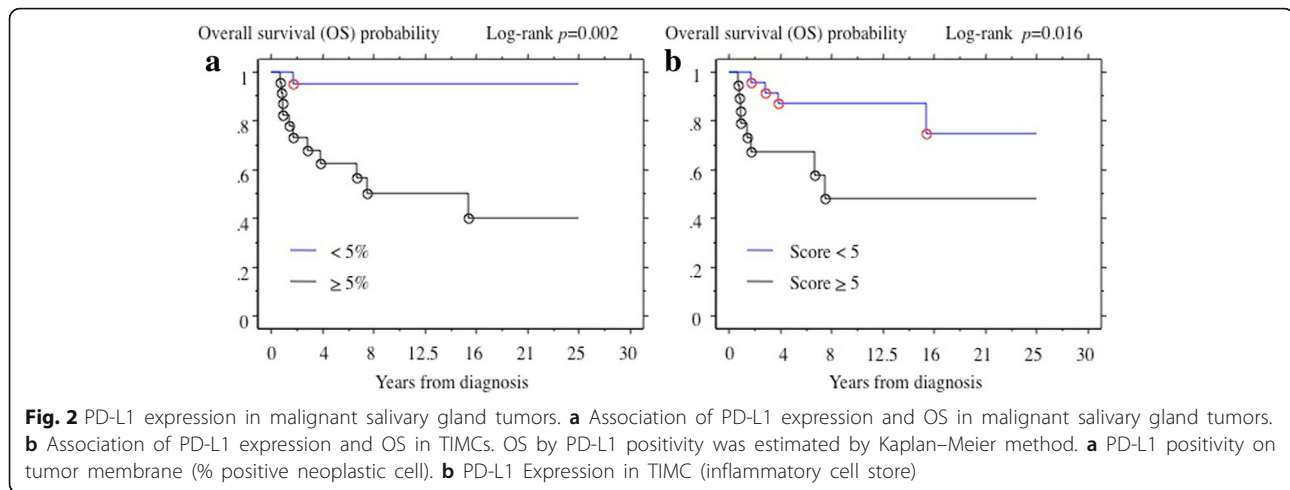 Overall survival (OS) probability Log-rank p=0.002 Overall survival (OS) probability Log-rank p=0.016
a b
1 1
.8 .8
.6 .6
.4 .4
< 5% Score < 5
.2 .2
≥ 5% Score ≥ 5
0 0
0 4 8 12.5 16 21 25 30 0 4 8 12.5 16 21 25 30
Years from diagnosis Years from diagnosis
Fig. 2 PD-L1 expression in malignant salivary gland tumors. a Association of PD-L1 expression and OS in malignant salivary gland tumors.
b Association of PD-L1 expression and OS in TIMCs. OS by PD-L1 positivity was estimated by Kaplan–Meier method. a PD-L1 positivity on
tumor membrane (% positive neoplastic cell). b PD-L1 Expression in TIMC (inflammatory cell store)